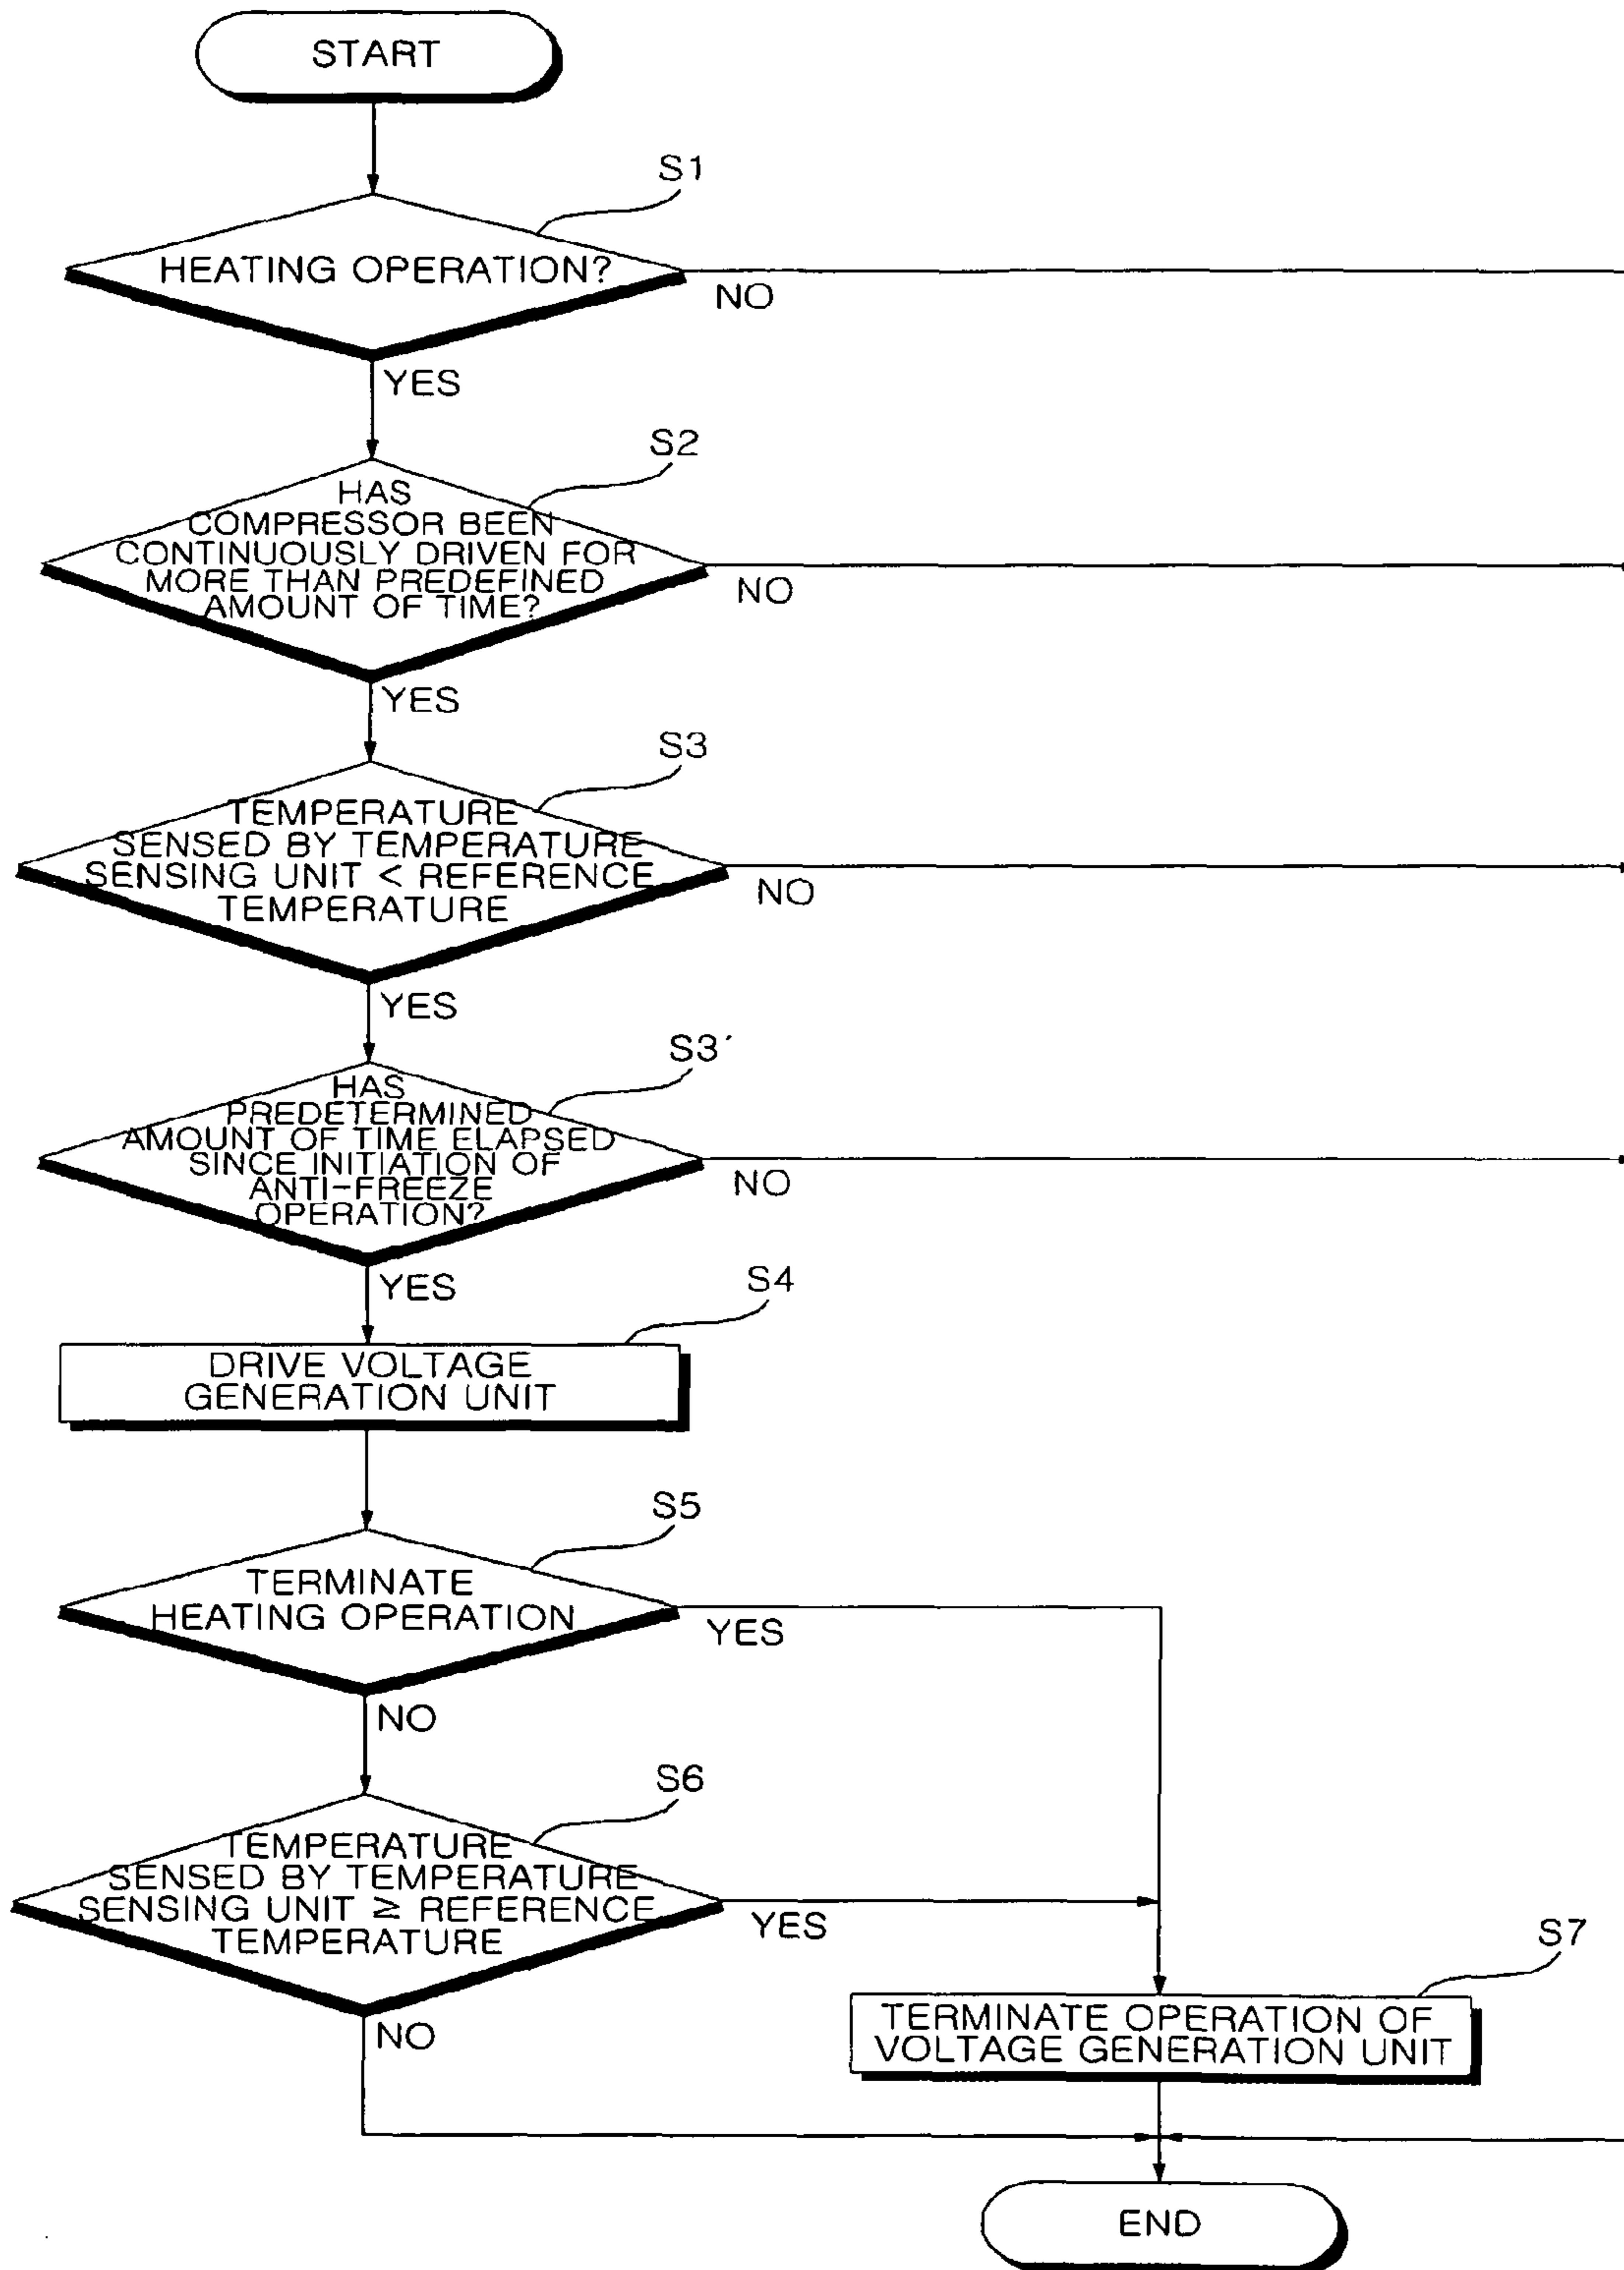 START
S1
HEATING OPERATION?
NO
YES
S2
HAS
COMPRESSOR BEEN
CONTINUOUSLY DRIVEN FOR
MORE THAN PREDEFINED
AMOUNT OF TIME?
NO
YES
S3
TEMPERATURE
SENSED BY TEMPERATURE
SENSING UNIT < REFERENCE
TEMPERATURE
NO
YES
S3´
HAS
PREDETERMINED
AMOUNT OF TIME ELAPSED
SINCE INITIATION OF
ANTI-FREEZE
OPERATION?
NO
YES
S4
DRIVE VOLTAGE
GENERATION UNIT
S5
TERMINATE
HEATING OPERATION
YES
NO
S6
TEMPERATURE
SENSED BY TEMPERATURE
SENSING UNIT ≥ REFERENCE
TEMPERATURE
YES
NO
S7
TERMINATE OPERATION OF
VOLTAGE GENERATION UNIT
END